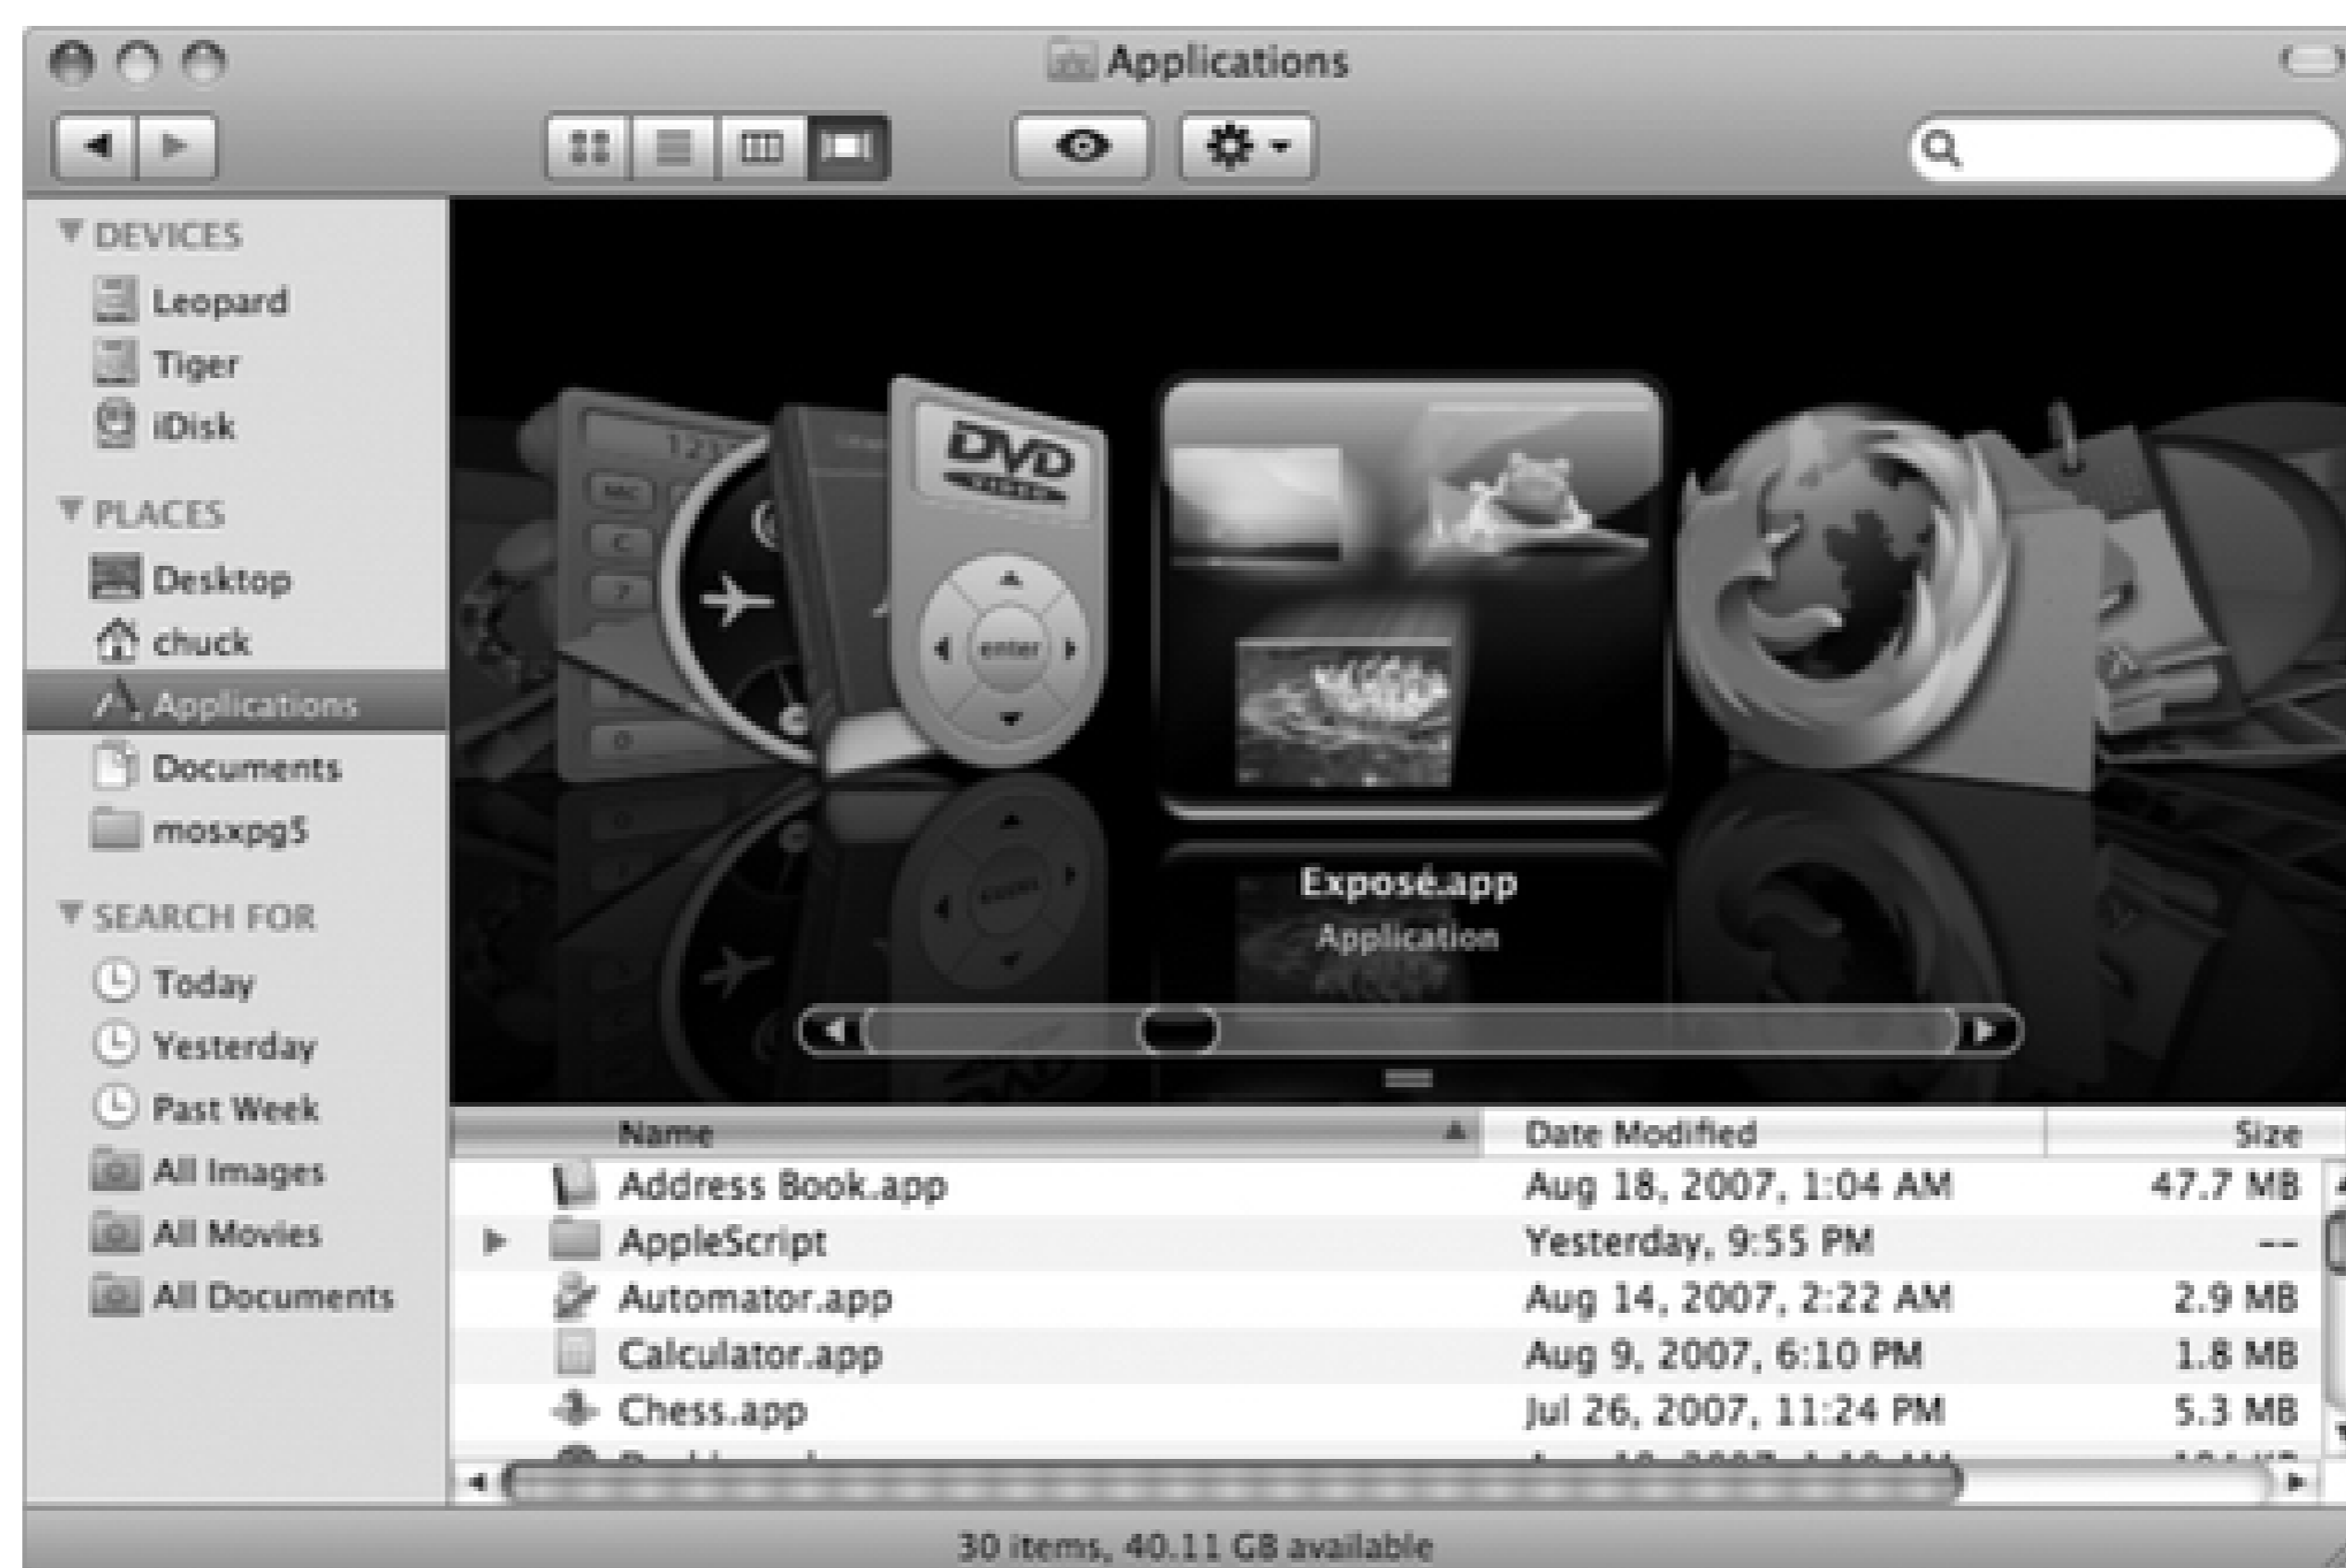 Applications
DEVICES
Leopard
Tiger
iDisk
PLACES
Desktop
chuck
Applications
Documents
mosxpg5
SEARCH FOR
Today
Yesterday
Past Week
All Images
All Movies
All Documents
DVD
VIDEO
enter
MC
C
7
0
Exposé.app
Application
Name Date Modified Size
Address Book.app Aug 18, 2007, 1:04 AM 47.7 MB
AppleScript Yesterday, 9:55 PM --
Automator.app Aug 14, 2007, 2:22 AM 2.9 MB
Calculator.app Aug 9, 2007, 6:10 PM 1.8 MB
Chess.app Jul 26, 2007, 11:24 PM 5.3 MB
30 items, 40.11 GB available